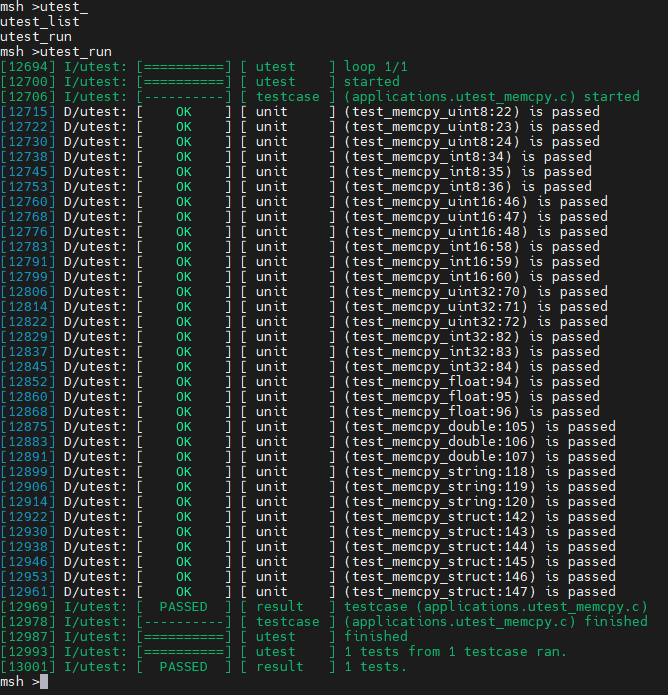 msh >utest_
utest_list
utest_run
msh >utest_run
[12694] I/utest: [==========] [ utest    ] loop 1/1
[12700] I/utest: [==========] [ utest    ] started
[12706] I/utest: [----------] [ testcase ] (applications.utest_memcpy.c) started
[12715] D/utest: [    OK    ] [ unit     ] (test_memcpy_uint8:22) is passed
[12722] D/utest: [    OK    ] [ unit     ] (test_memcpy_uint8:23) is passed
[12730] D/utest: [    OK    ] [ unit     ] (test_memcpy_uint8:24) is passed
[12738] D/utest: [    OK    ] [ unit     ] (test_memcpy_int8:34) is passed
[12745] D/utest: [    OK    ] [ unit     ] (test_memcpy_int8:35) is passed
[12753] D/utest: [    OK    ] [ unit     ] (test_memcpy_int8:36) is passed
[12760] D/utest: [    OK    ] [ unit     ] (test_memcpy_uint16:46) is passed
[12768] D/utest: [    OK    ] [ unit     ] (test_memcpy_uint16:47) is passed
[12776] D/utest: [    OK    ] [ unit     ] (test_memcpy_uint16:48) is passed
[12783] D/utest: [    OK    ] [ unit     ] (test_memcpy_int16:58) is passed
[12791] D/utest: [    OK    ] [ unit     ] (test_memcpy_int16:59) is passed
[12799] D/utest: [    OK    ] [ unit     ] (test_memcpy_int16:60) is passed
[12806] D/utest: [    OK    ] [ unit     ] (test_memcpy_uint32:70) is passed
[12814] D/utest: [    OK    ] [ unit     ] (test_memcpy_uint32:71) is passed
[12822] D/utest: [    OK    ] [ unit     ] (test_memcpy_uint32:72) is passed
[12829] D/utest: [    OK    ] [ unit     ] (test_memcpy_int32:82) is passed
[12837] D/utest: [    OK    ] [ unit     ] (test_memcpy_int32:83) is passed
[12845] D/utest: [    OK    ] [ unit     ] (test_memcpy_int32:84) is passed
[12852] D/utest: [    OK    ] [ unit     ] (test_memcpy_float:94) is passed
[12860] D/utest: [    OK    ] [ unit     ] (test_memcpy_float:95) is passed
[12868] D/utest: [    OK    ] [ unit     ] (test_memcpy_float:96) is passed
[12875] D/utest: [    OK    ] [ unit     ] (test_memcpy_double:105) is passed
[12883] D/utest: [    OK    ] [ unit     ] (test_memcpy_double:106) is passed
[12891] D/utest: [    OK    ] [ unit     ] (test_memcpy_double:107) is passed
[12899] D/utest: [    OK    ] [ unit     ] (test_memcpy_string:118) is passed
[12906] D/utest: [    OK    ] [ unit     ] (test_memcpy_string:119) is passed
[12914] D/utest: [    OK    ] [ unit     ] (test_memcpy_string:120) is passed
[12922] D/utest: [    OK    ] [ unit     ] (test_memcpy_struct:142) is passed
[12930] D/utest: [    OK    ] [ unit     ] (test_memcpy_struct:143) is passed
[12938] D/utest: [    OK    ] [ unit     ] (test_memcpy_struct:144) is passed
[12946] D/utest: [    OK    ] [ unit     ] (test_memcpy_struct:145) is passed
[12953] D/utest: [    OK    ] [ unit     ] (test_memcpy_struct:146) is passed
[12961] D/utest: [    OK    ] [ unit     ] (test_memcpy_struct:147) is passed
[12969] I/utest: [  PASSED  ] [ result   ] testcase (applications.utest_memcpy.c)
[12978] I/utest: [----------] [ testcase ] (applications.utest_memcpy.c) finished
[12987] I/utest: [==========] [ utest    ] finished
[12993] I/utest: [==========] [ utest    ] 1 tests from 1 testcase ran.
[13001] I/utest: [  PASSED  ] [ result   ] 1 tests.
msh >